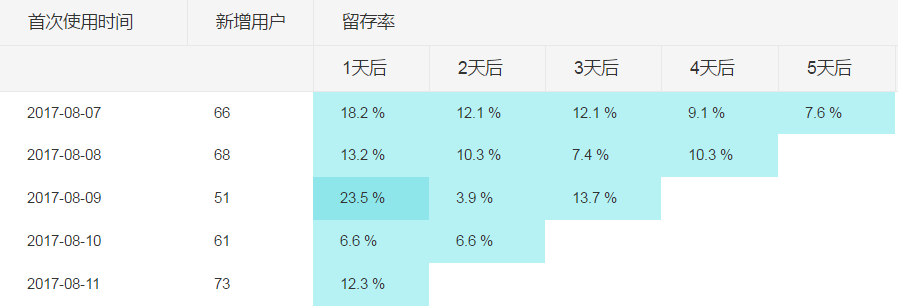 首次使用时间 新增用户 留存率
1天后 2天后 3天后 4天后 5天后
2017-08-07 66 18.2 % 12.1 % 12.1 % 9.1 % 7.6 %
2017-08-08 68 13.2 % 10.3 % 7.4 % 10.3 %
2017-08-09 51 23.5 % 3.9 % 13.7 %
2017-08-10 61 6.6 % 6.6 %
2017-08-11 73 12.3 %